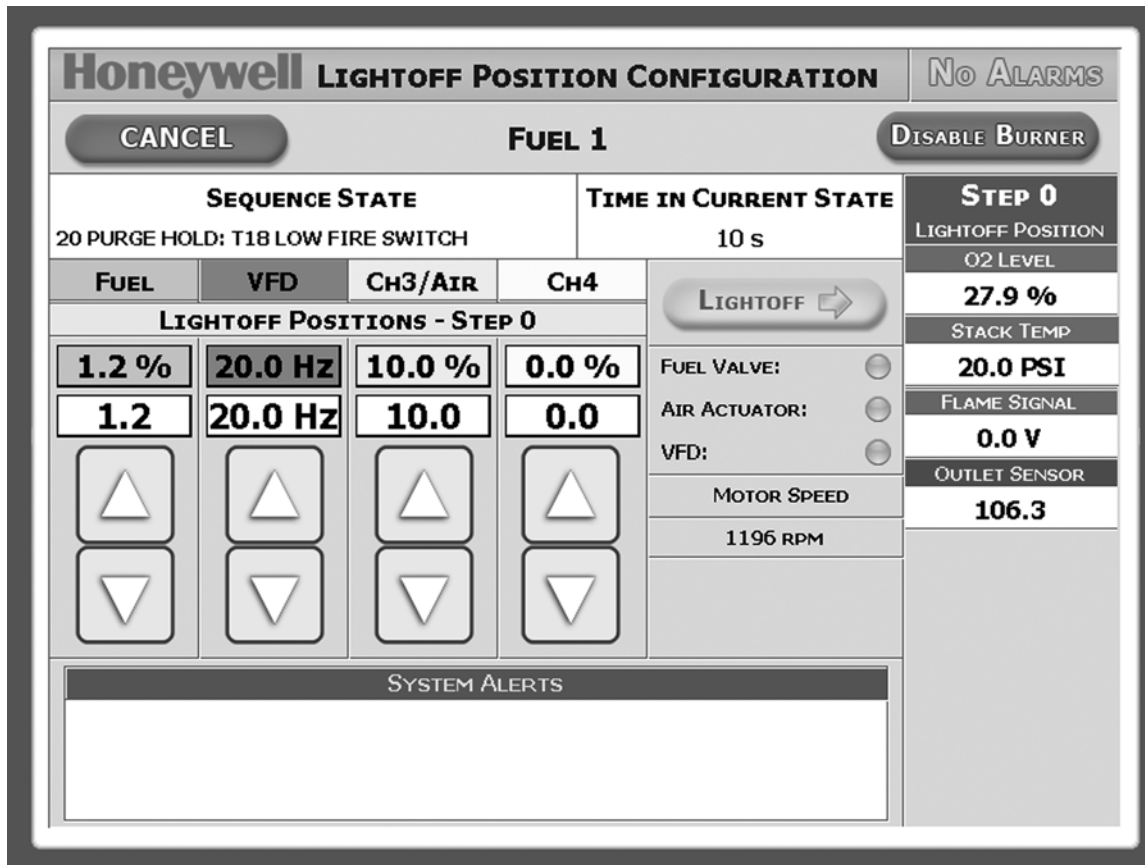 Honeywell LIGHTOFF POSITION CONFIGURATION
NO ALARMS
CANCEL
FUEL 1
DISABLE BURNER
SEQUENCE STATE
20 PURGE HOLD: T18 LOW FIRE SWITCH
TIME IN CURRENT STATE
10 s
STEP 0
LIGHTOFF POSITION
FUEL
VFD
CH3/AIR
CH4
LIGHTOFF POSITIONS - STEP 0
1.2 %
20.0 Hz
10.0 %
0.0 %
1.2
20.0 Hz
10.0
0.0
LIGHTOFF
FUEL VALVE:
AIR ACTUATOR:
VFD:
MOTOR SPEED
1196 RPM
O2 LEVEL
27.9 %
STACK TEMP
20.0 PSI
FLAME SIGNAL
0.0 V
OUTLET SENSOR
106.3
SYSTEM ALERTS